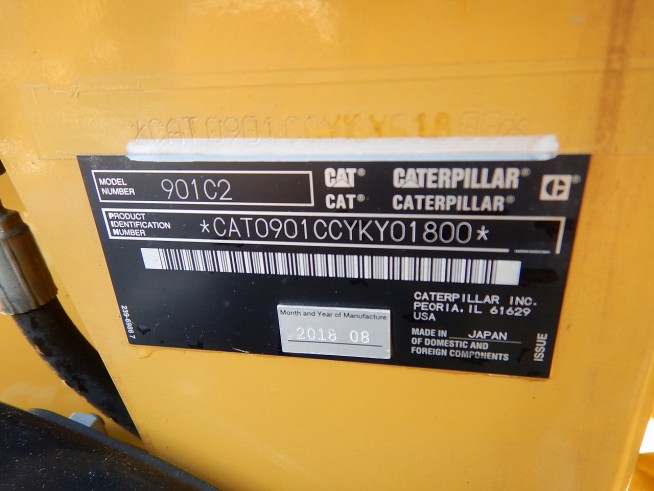 MODEL NUMBER 901C2
CAT® CATERPILLAR® C
CAT® CATERPILLAR®
PRODUCT IDENTIFICATION NUMBER *CAT0901CCYKY01800*
CATERPILLAR INC.
PEORIA, IL 61629
USA
Month and Year of Manufacture
2018 08
MADE IN JAPAN
OF DOMESTIC AND
FOREIGN COMPONENTS
ISSUE